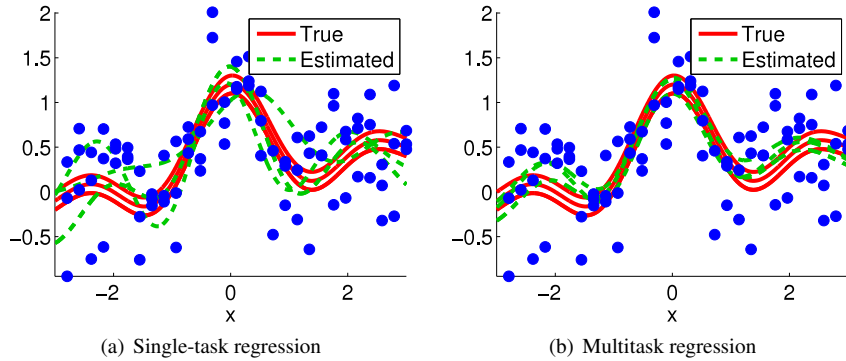 2
1.5
1
0.5
0
−0.5
−2
0
2
x
True
Estimated
(a) Single-task regression
2
1.5
1
0.5
0
−0.5
−2
0
2
x
True
Estimated
(b) Multitask regression